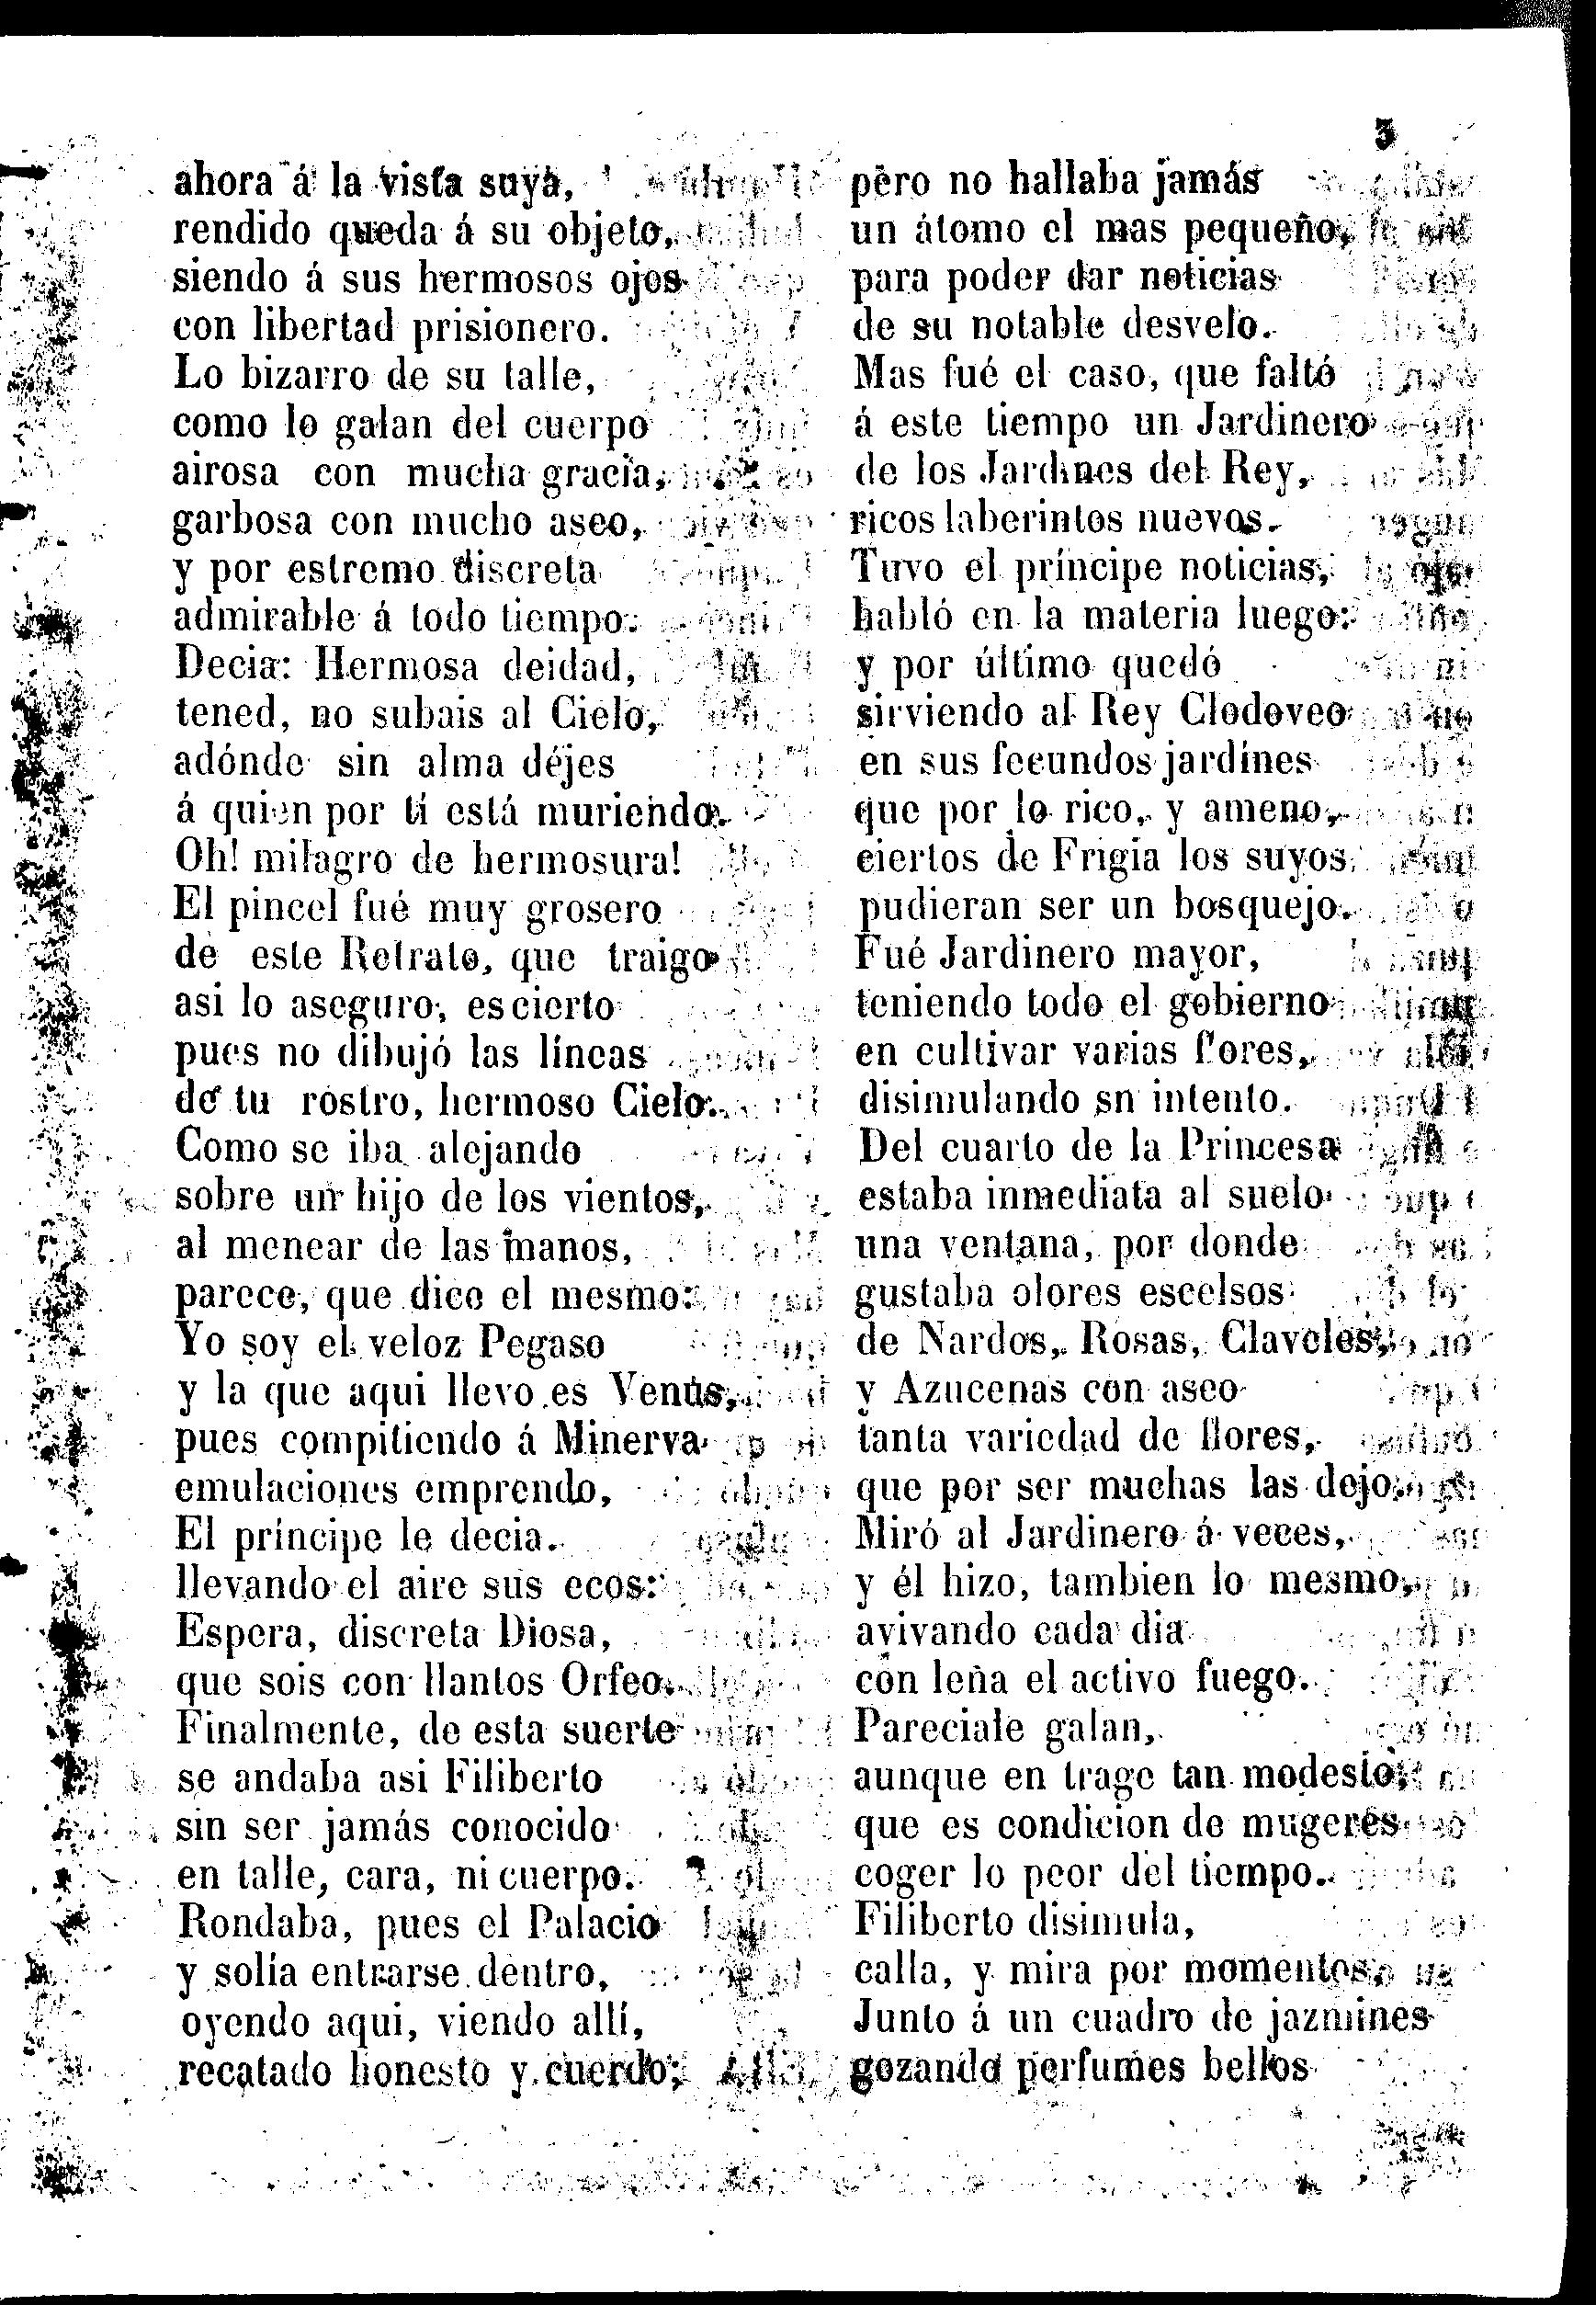 3
ahora á la vista suya,
rendido queda á su objeto,
siendo á sus hermosos ojos
con libertad prisionero.
Lo bizarro de su talle,
como lo galan del cuerpo
airosa con mucha gracia,
garbosa con mucho aseo,
y por estremo discreta
admirable á todo tiempo.
Decia: Hermosa deidad,
tened, no subais al Cielo,
adónde sin alma déjes
á quien por tí está muriendo.
Oh! milagro de hermosura!
El pincel fué muy grosero
de este Retrato, que traigo
asi lo aseguro, es cierto
pues no dibujó las líneas
de tu rostro, hermoso Cielo.
Como se iba alejando
sobre un hijo de los vientos,
al menear de las manos,
parece, que dice el mesmo:
Yo soy el veloz Pegaso
y la que aqui llevo es Venus,
pues compitiendo á Minerva
emulaciones emprendo,
El príncipe le decia.
llevando el aire sus ecos:
Espera, discreta Diosa,
que sois con llantos Orfeo.
Finalmente, de esta suerte
se andaba asi Filiberto
sin ser jamás conocido
en talle, cara, ni cuerpo.
Rondaba, pues el Palacio
y solía entrarse dentro,
oyendo aqui, viendo allí,
recatado honesto y cuerdo;
pero no hallaba jamás
un átomo el mas pequeño,
para poder dar noticias
de su notable desvelo.
Mas fué el caso, que faltó
á este tiempo un Jardinero
de los Jardines del Rey,
ricos laberintos nuevos.
Tuvo el príncipe noticias,
habló en la materia luego:
y por último quedó
sirviendo al Rey Clodoveo
en sus fecundos jardínes
que por lo rico, y ameno,
ciertos de Frigia los suyos
pudieran ser un bosquejo.
Fué Jardinero mayor,
teniendo todo el gobierno
en cultivar varias flores,
disimulando sn intento.
Del cuarto de la Princesa
estaba inmediata al suelo
una ventana, por donde
gustaba olores escelsos
de Nardos, Rosas, Claveles,
y Azucenas con aseo
tanta variedad de flores,
que por ser muchas las dejo.
Miró al Jardinero á veces,
y él hizo, tambien lo mesmo,
avivando cada dia
con leña el activo fuego.
Pareciale galan,
aunque en trage tan modesto,
que es condicion de mugeres
coger lo peor del tiempo.
Filiberto disimula,
calla, y mira por momentos
Junto á un cuadro de jazmines
gozando perfumes bellos